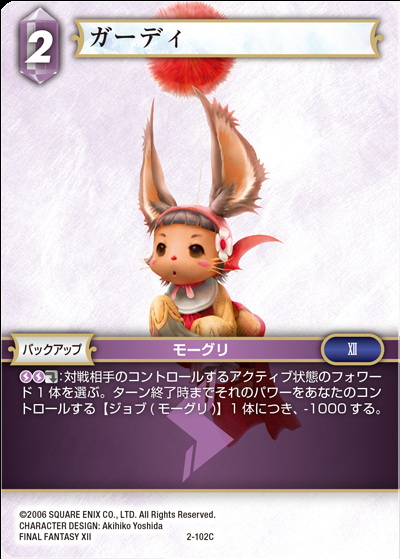 2
ガーディ
バックアップ
モーグリ
XII
:対戦相手のコントロールするアクティブ状態のフォワー
ド1体を選ぶ。ターン終了時までそれのパワーをあなたのコン
トロールする【ジョブ(モーグリ)】1体につき、-1000する。
©2006 SQUARE ENIX CO., LTD. All Rights Reserved.
CHARACTER DESIGN: Akihiko Yoshida
FINAL FANTASY XII
2-102C